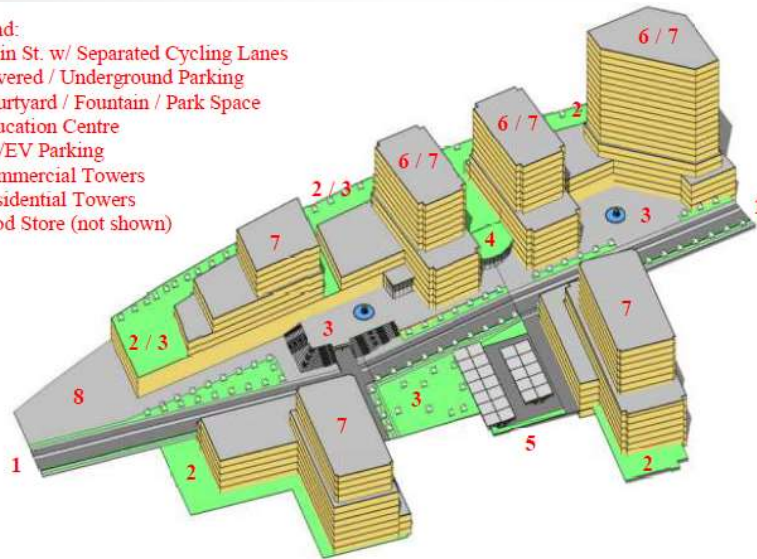 nd:
in St. w/ Separated Cycling Lanes
vered / Underground Parking
urtyard / Fountain / Park Space
ucation Centre
/EV Parking
mmercial Towers
sidential Towers
od Store (not shown)
6 / 7
2
6 / 7
6 / 7
2 / 3
3
7
4
7
3
2 / 3
8
3
7
1
2
5
2